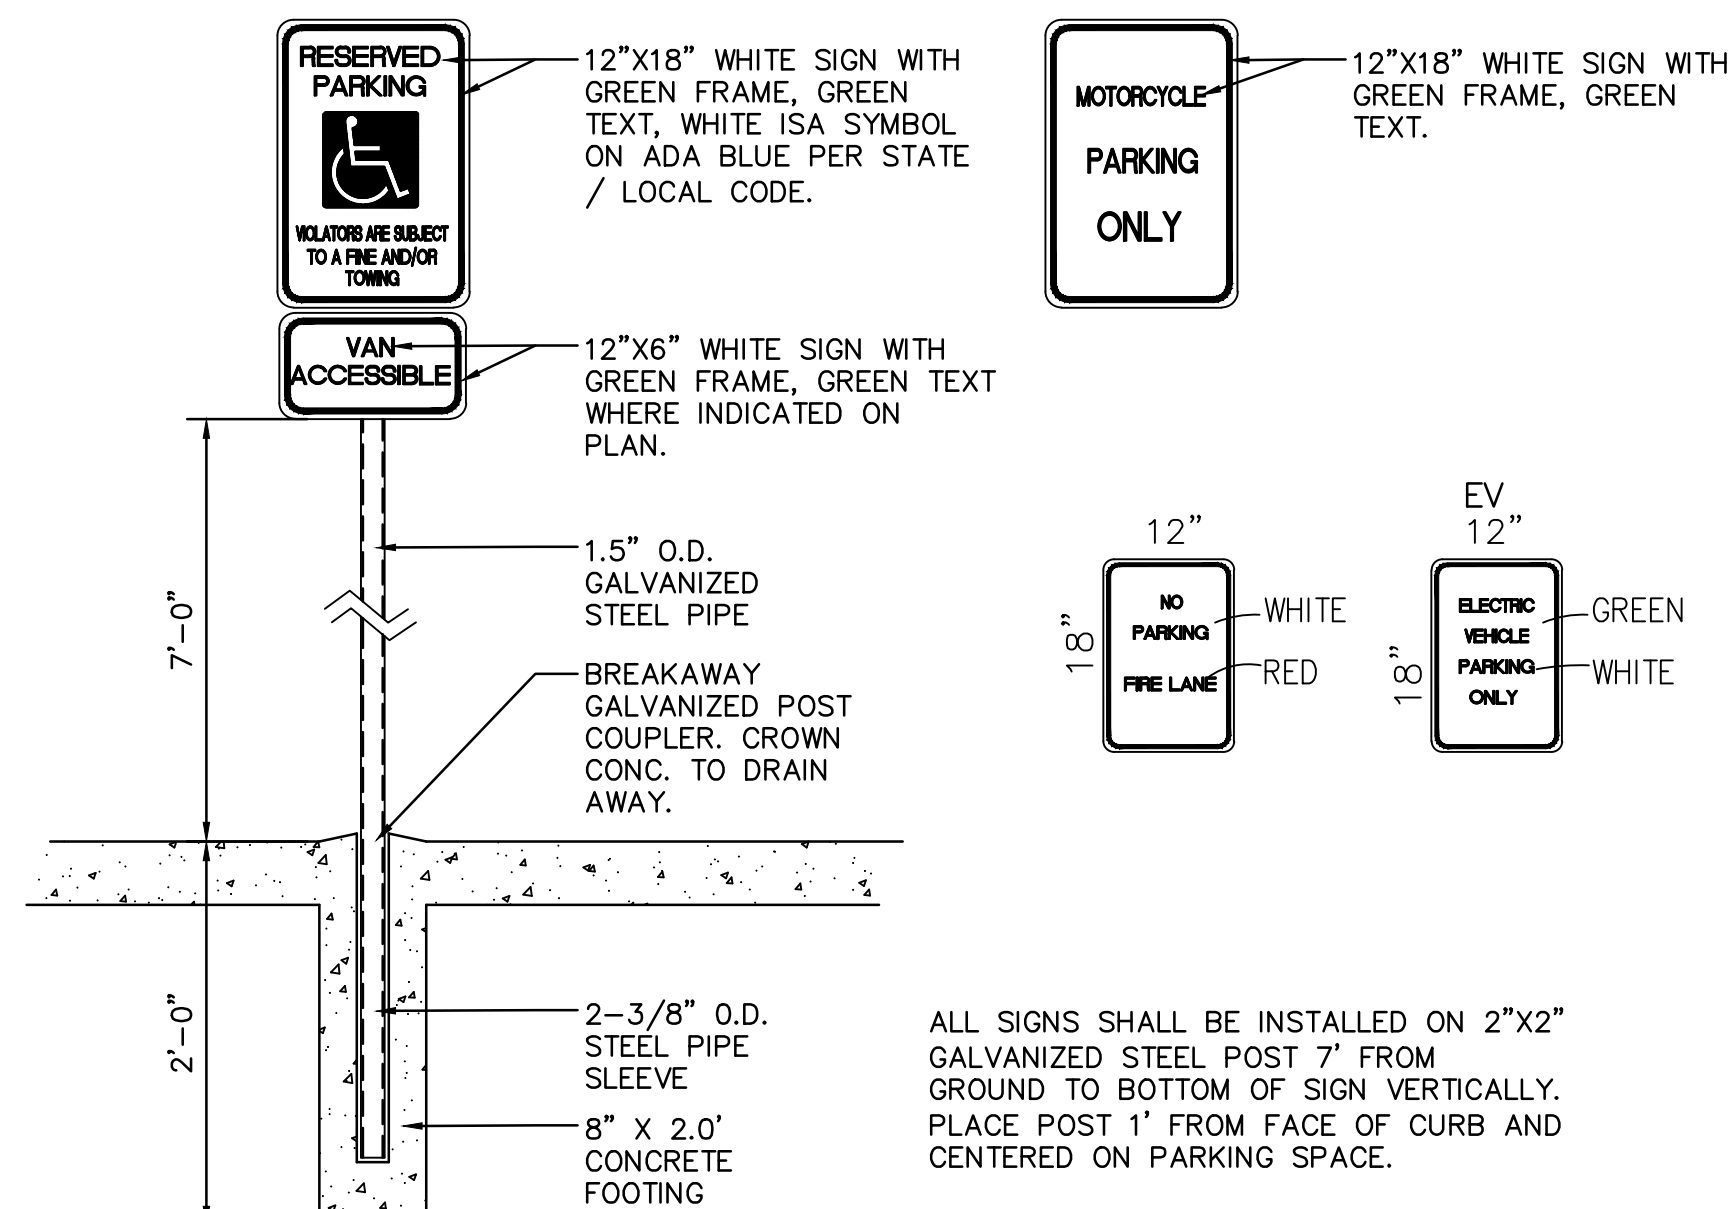 RESERVED
PARKING
VIOLATORS ARE SUBJECT
TO A FINE AND/OR
TOWING
12"X18" WHITE SIGN WITH
GREEN FRAME, GREEN
TEXT, WHITE ISA SYMBOL
ON ADA BLUE PER STATE
/ LOCAL CODE.
VAN
ACCESSIBLE
12"X6" WHITE SIGN WITH
GREEN FRAME, GREEN TEXT
WHERE INDICATED ON
PLAN.
7'-0"
1.5" O.D.
GALVANIZED
STEEL PIPE
BREAKAWAY
GALVANIZED POST
COUPLER. CROWN
CONC. TO DRAIN
AWAY.
2'-0"
2-3/8" O.D.
STEEL PIPE
SLEEVE
8" X 2.0'
CONCRETE
FOOTING
MOTORCYCLE
PARKING
ONLY
12"X18" WHITE SIGN WITH
GREEN FRAME, GREEN
TEXT.
12"
18"
NO
PARKING
FIRE LANE
WHITE
RED
EV
12"
18"
ELECTRIC
VEHICLE
PARKING
ONLY
GREEN
WHITE
ALL SIGNS SHALL BE INSTALLED ON 2"X2"
GALVANIZED STEEL POST 7' FROM
GROUND TO BOTTOM OF SIGN VERTICALLY.
PLACE POST 1' FROM FACE OF CURB AND
CENTERED ON PARKING SPACE.